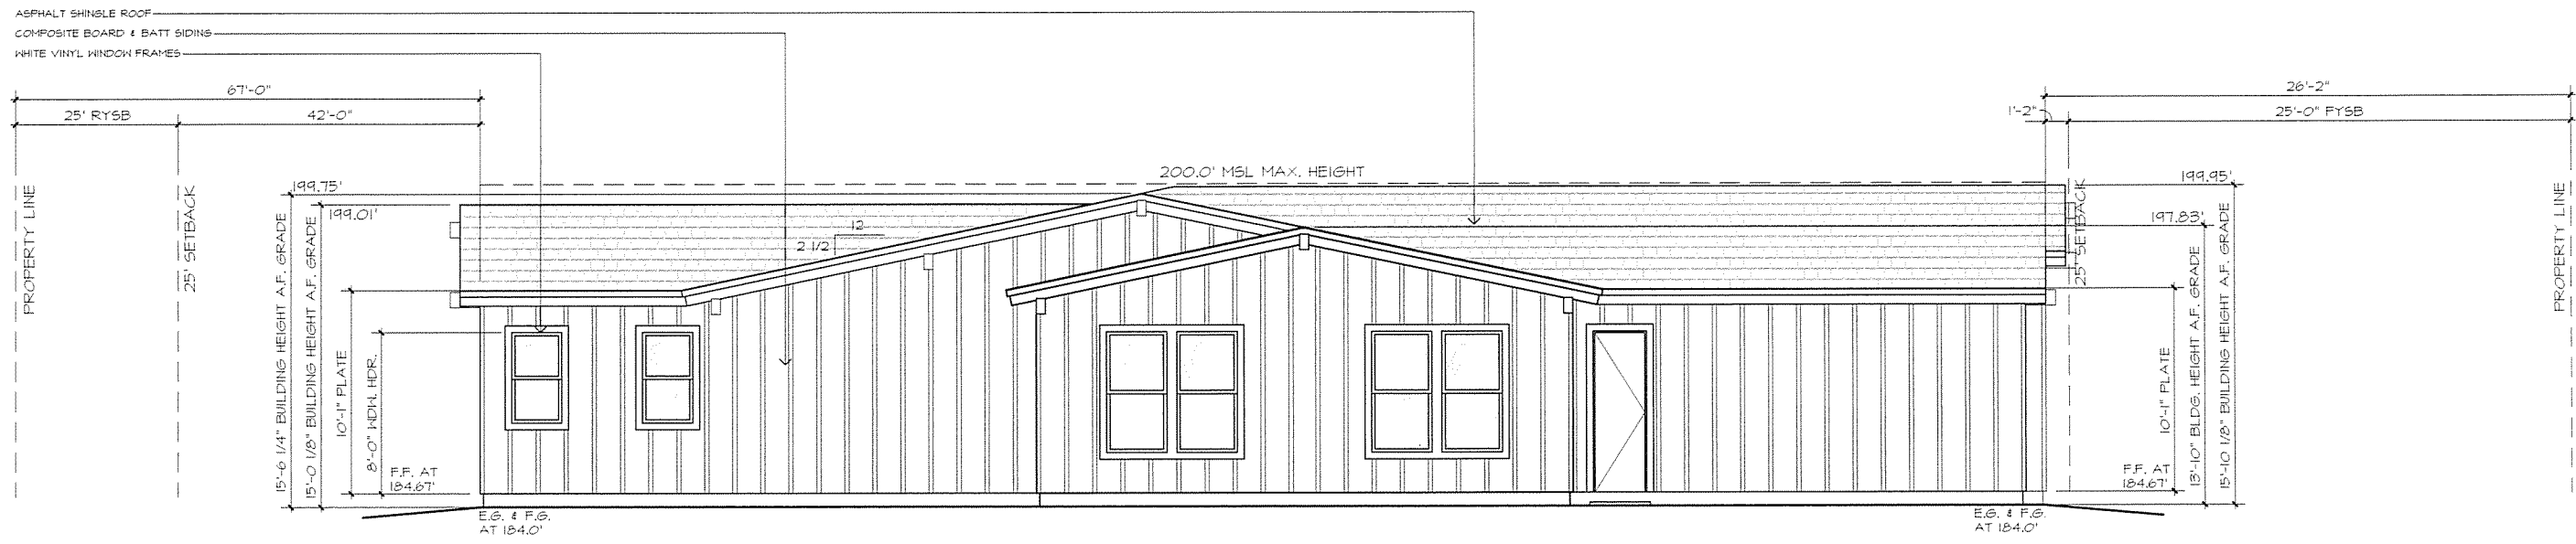 ASPHALT SHINGLE ROOF
COMPOSITE BOARD & BATT SIDING
WHITE VINYL WINDOW FRAMES
67'-0"
25' RYSB
42'-0"
26'-2"
1'-2"
25'-0" FYSB
200.0' MSL MAX. HEIGHT
199.75'
199.01'
199.95'
197.83'
12
2 1/2
PROPERTY LINE
25' SETBACK
15'-6 1/4" BUILDING HEIGHT A.F. GRADE
15'-0 1/8" BUILDING HEIGHT A.F. GRADE
10'-1" PLATE
8'-0" WDW. HDR.
F.F. AT
184.67'
E.G. & F.G.
AT 184.0'
25' SETBACK
10'-1" PLATE
13'-10" BLDG. HEIGHT A.F. GRADE
15'-10 1/8" BUILDING HEIGHT A.F. GRADE
PROPERTY LINE
F.F. AT
184.67'
E.G. & F.G.
AT 184.0'